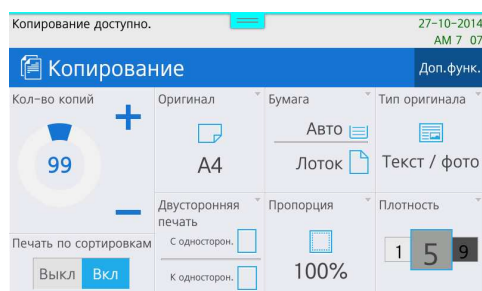 Копирование доступно.
27-10-2014
AM 7 07
Копирование
Доп.функ.
Кол-во копий
99
Печать по сортировкам
Выкл Вкл
Оригинал
A4
Бумага
Авто
Лоток
Тип оригинала
Текст / фото
Двусторонняя
печать
С односторон.
К односторон.
Пропорция
100%
Плотность
1 5 9